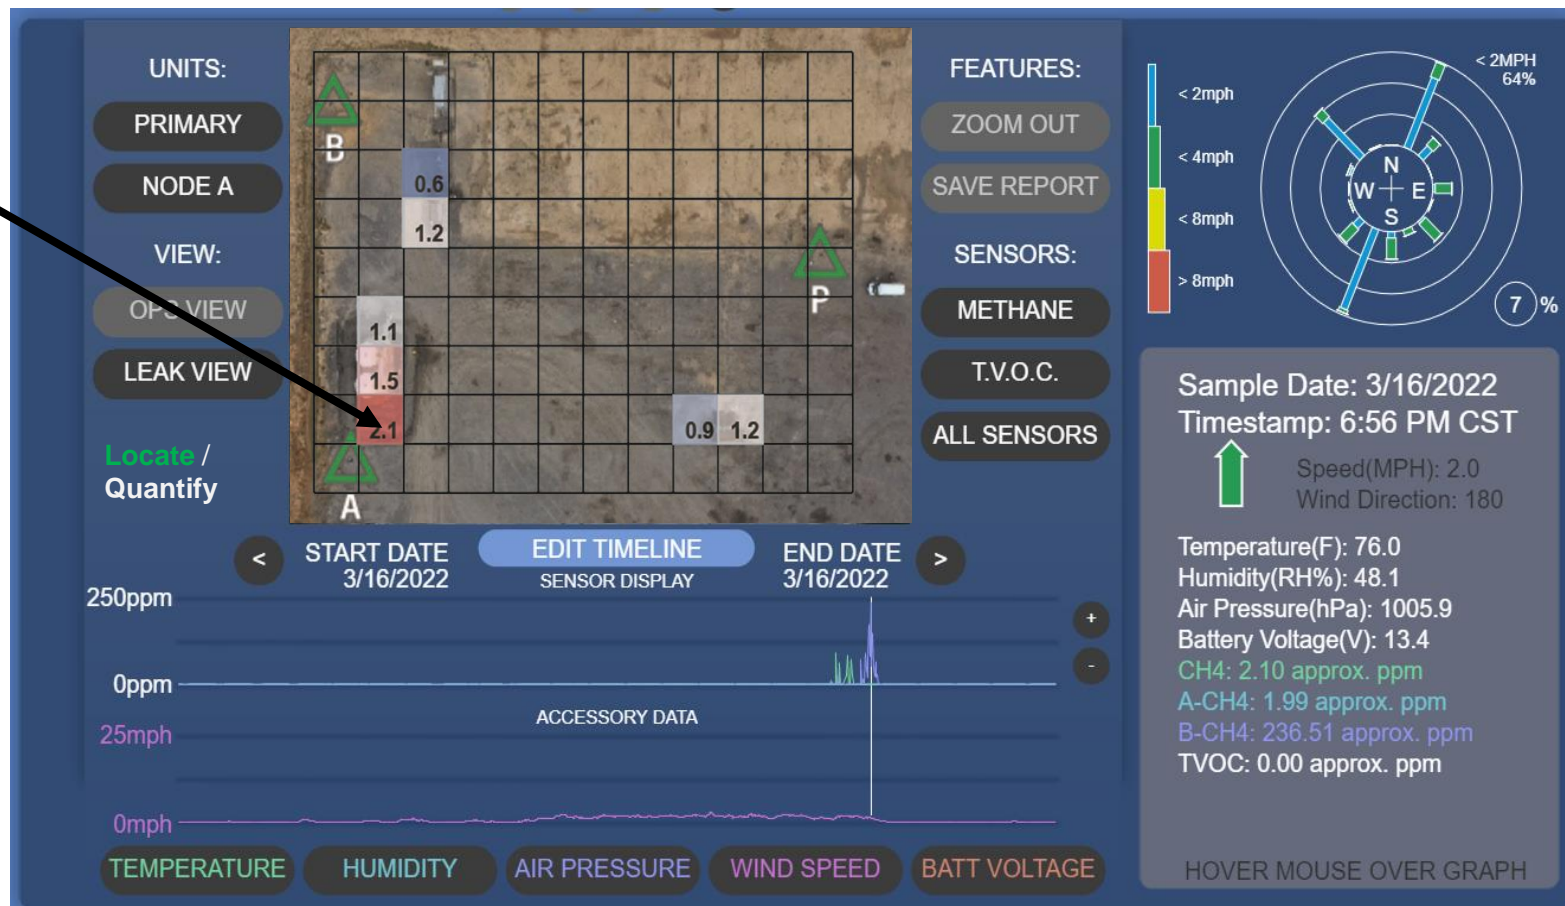 UNITS:
PRIMARY
NODE A
VIEW:
OPS VIEW
LEAK VIEW
Locate /
Quantify
B
0.6
1.2
P
1.1
1.5
2.1
0.9 1.2
A
FEATURES:
ZOOM OUT
SAVE REPORT
SENSORS:
METHANE
T.V.O.C.
ALL SENSORS
< 2mph
< 4mph
< 8mph
> 8mph
< 2MPH
64%
N
W E
S
7 %
Sample Date: 3/16/2022
Timestamp: 6:56 PM CST
Speed(MPH): 2.0
Wind Direction: 180
Temperature(F): 76.0
Humidity(RH%): 48.1
Air Pressure(hPa): 1005.9
Battery Voltage(V): 13.4
CH4: 2.10 approx. ppm
A-CH4: 1.99 approx. ppm
B-CH4: 236.51 approx. ppm
TVOC: 0.00 approx. ppm
HOVER MOUSE OVER GRAPH
< START DATE EDIT TIMELINE END DATE >
3/16/2022 SENSOR DISPLAY 3/16/2022
250ppm
+
-
0ppm
ACCESSORY DATA
25mph
0mph
TEMPERATURE HUMIDITY AIR PRESSURE WIND SPEED BATT VOLTAGE